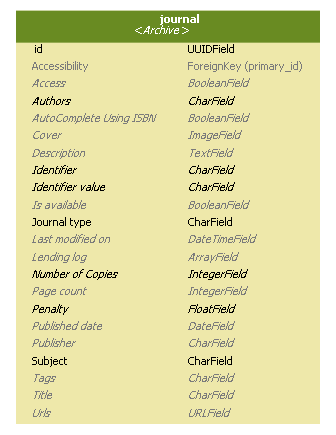 journal
<Archive>
id UUIDField
Accessibility ForeignKey (primary_id)
Access BooleanField
Authors CharField
AutoComplete Using ISBN BooleanField
Cover ImageField
Description TextField
Identifier CharField
Identifier value CharField
Is available BooleanField
Journal type CharField
Last modified on DateTimeField
Lending log ArrayField
Number of Copies IntegerField
Page count IntegerField
Penalty FloatField
Published date DateField
Publisher CharField
Subject CharField
Tags CharField
Title CharField
Urls URLField